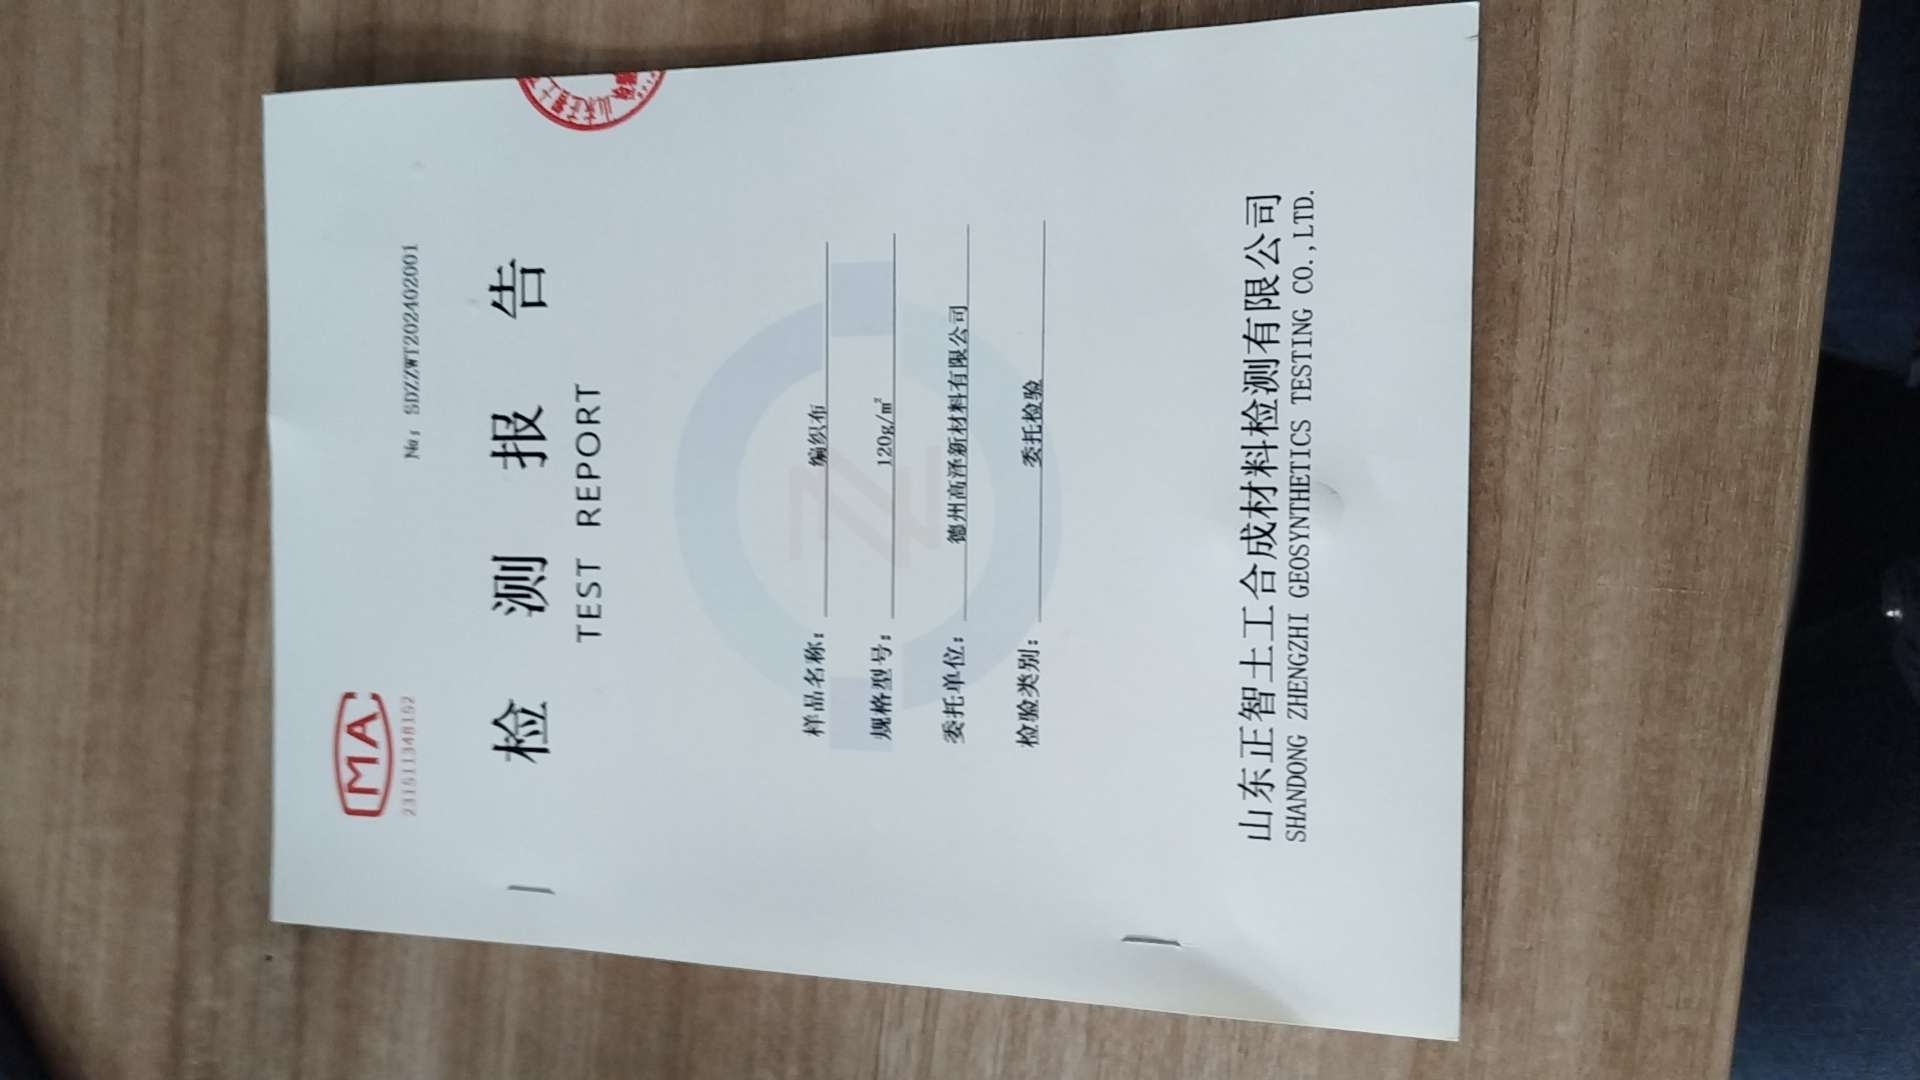 MA
231511348152
No: SDZZWT202402001
检测报告
TEST REPORT
样品名称: 编织布
规格型号: 120g/㎡
委托单位: 德州高泽新材料有限公司
检验类别: 委托检验
山东正智土工合成材料检测有限公司
SHANDONG ZHENGZHI GEOSYNTHETICS TESTING CO.,LTD.